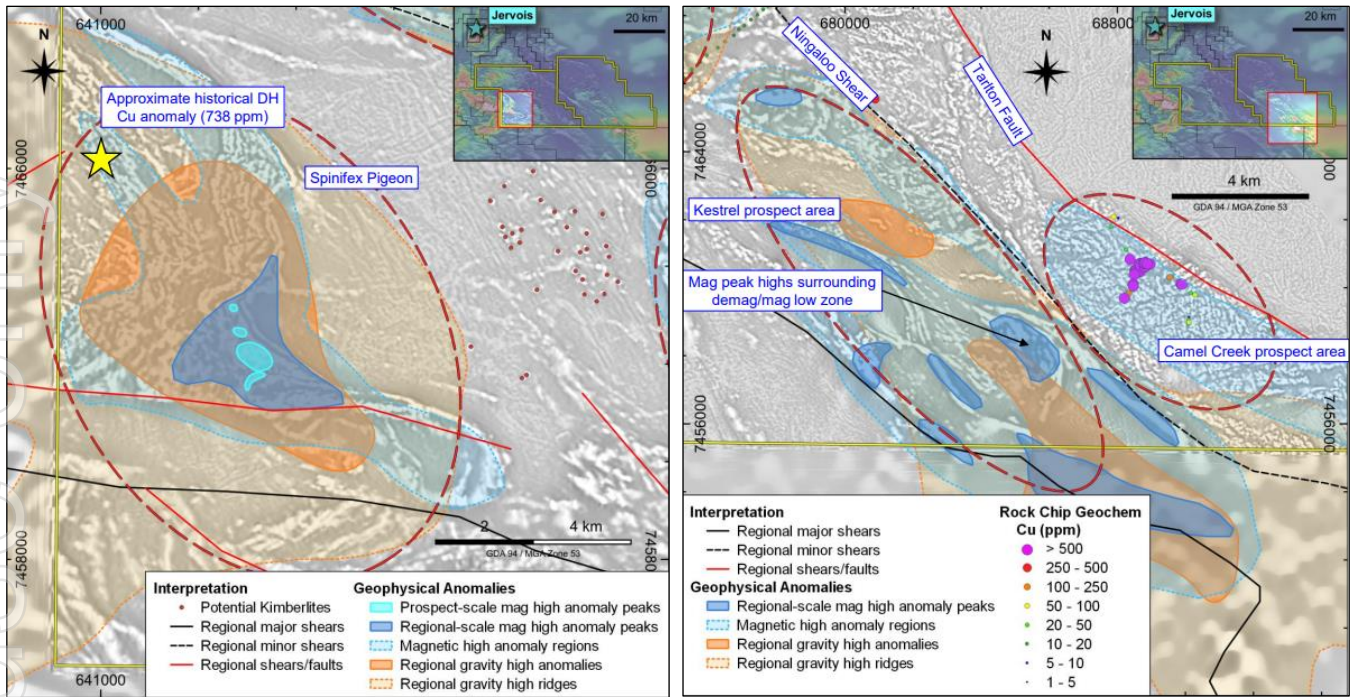 641000
Jervois
20 km
N
Approximate historical DH
Cu anomaly (738 ppm)
Spinifex Pigeon
7466000
2
4 km
GDA 94 / MGA Zone 53
Interpretation
Potential Kimberlites
Regional major shears
Regional minor shears
Regional shears/faults
Geophysical Anomalies
Prospect-scale mag high anomaly peaks
Regional-scale mag high anomaly peaks
Magnetic high anomaly regions
Regional gravity high anomalies
Regional gravity high ridges
7458000
641000
680000
Jervois
20 km
Ningaloo Shear
Tarlton Fault
N
7464000
4 km
GDA 94 / MGA Zone 53
Kestrel prospect area
Mag peak highs surrounding
demag/mag low zone
Camel Creek prospect area
7456000
7456000
Interpretation
Regional major shears
Regional minor shears
Regional shears/faults
Geophysical Anomalies
Regional-scale mag high anomaly peaks
Magnetic high anomaly regions
Regional gravity high anomalies
Regional gravity high ridges
Rock Chip Geochem
Cu (ppm)
> 500
250 - 500
100 - 250
50 - 100
20 - 50
10 - 20
5 - 10
1 - 5